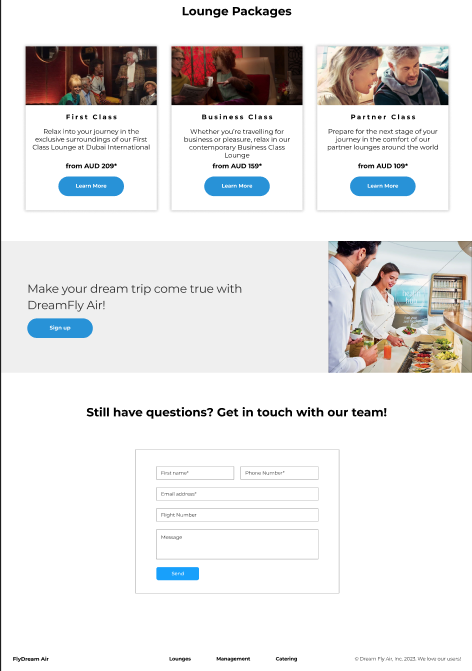 Lounge Packages
First Class
Relax into your journey in the
exclusive surroundings of our First
Class Lounge at Dubai International
from AUD 209*
Learn More
Business Class
Whether you're travelling for
business or pleasure, relax in our
contemporary Business Class
Lounge
from AUD 159*
Learn More
Partner Class
Prepare for the next stage of your
journey in the comfort of our
partner lounges around the world
from AUD 109*
Learn More
Make your dream trip come true with
DreamFly Air!
Sign up
Still have questions? Get in touch with our team!
First name*
Phone Number*
Email address*
Flight Number
Message
Send
FlyDream Air
Lounges
Management
Catering
© Dream Fly Air, Inc. 2023. We love our users!